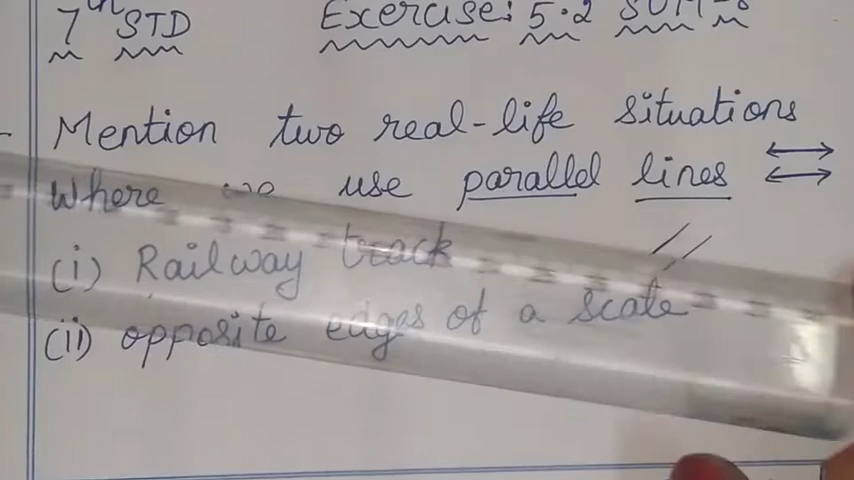 7th STD Exercise: 5.2 SUM-8
Mention two real-life situations
where we use parallel lines
(i) Railway track
(ii) opposite edges of a scale